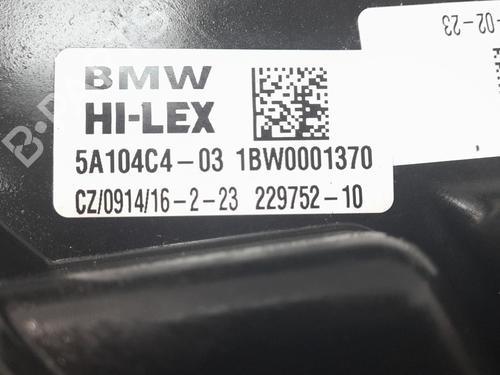 BMW
HI-LEX
5A104C4-03 1BW0001370
CZ/0914/16-2-23 229752-10
-02-23